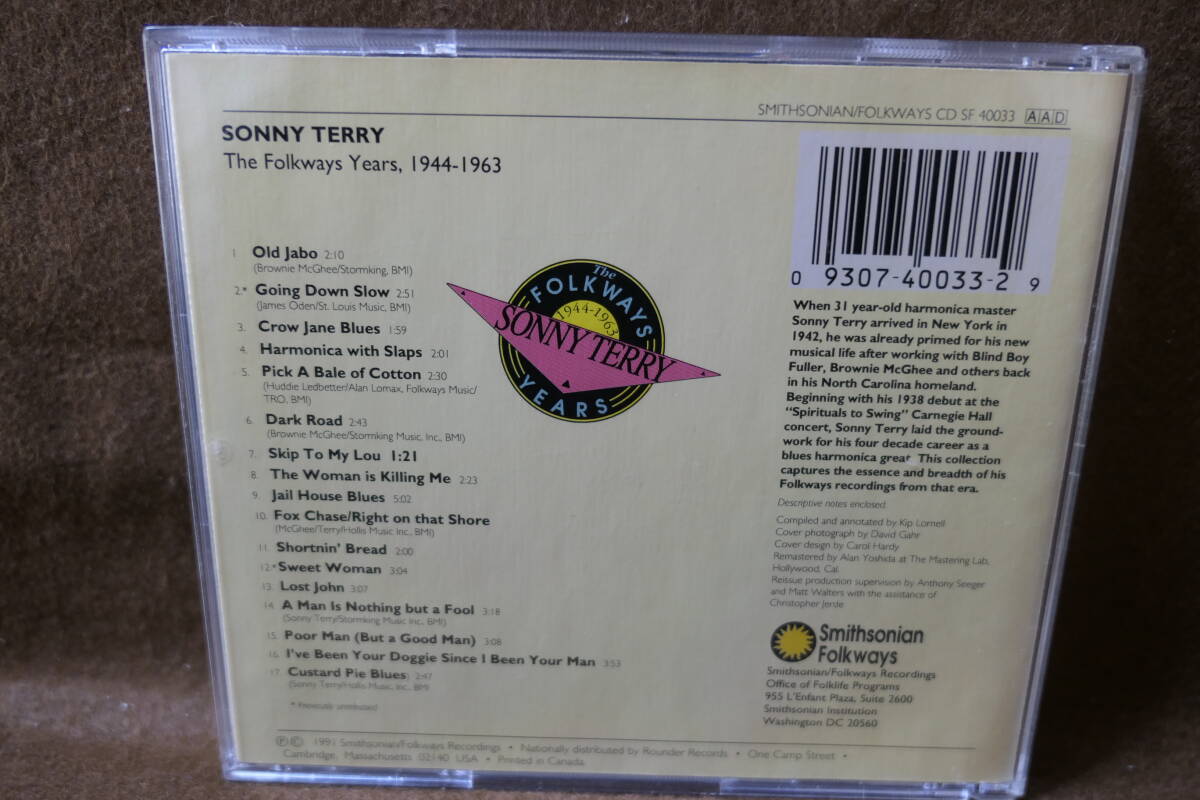 SMITHSONIAN/FOLKWAYS CD SF 40033 AAD
SONNY TERRY
The Folkways Years, 1944-1963
1 Old Jabo 2:10
(Brownie McGhee/Stormking, BMI)
2.* Going Down Slow 2:51
(James Oden/St. Louis Music, BMI)
3. Crow Jane Blues 1:59
4. Harmonica with Slaps 2:01
5. Pick A Bale of Cotton 2:30
(Huddie Ledbetter/Alan Lomax, Folkways Music/
TRO, BMI)
6. Dark Road 2:43
(Brownie McGhee/Stormking Music, Inc., BMI)
7. Skip To My Lou 1:21
8. The Woman is Killing Me 2:23
9. Jail House Blues 5:02
10. Fox Chase/Right on that Shore
(McGhee/Terry/Hollis Music Inc., BMI)
11. Shortnin' Bread 2:00
12.* Sweet Woman 3:04
13. Lost John 3:07
14. A Man Is Nothing but a Fool 3:18
(Sonny Terry/Stormking Music Inc., BMI)
15. Poor Man (But a Good Man) 3:08
16. I've Been Your Doggie Since I Been Your Man 3:53
17. Custard Pie Blues 2:47
(Sonny Terry/Hollis Music, Inc., BMI
* Previously unreleased
The
FOLKWAYS
1944-1963
SONNY TERRY
YEARS
0 9307-40033-2 9
When 31 year-old harmonica master
Sonny Terry arrived in New York in
1942, he was already primed for his new
musical life after working with Blind Boy
Fuller, Brownie McGhee and others back
in his North Carolina homeland.
Beginning with his 1938 debut at the
"Spirituals to Swing" Carnegie Hall
concert, Sonny Terry laid the ground-
work for his four decade career as a
blues harmonica great This collection
captures the essence and breadth of his
Folkways recordings from that era.
Descriptive notes enclosed.
Compiled and annotated by Kip Lornell
Cover photograph by David Gahr
Cover design by Carol Hardy
Remastered by Alan Yoshida at The Mastering Lab,
Hollywood, Cal.
Reissue production supervision by Anthony Seeger
and Matt Walters with the assistance of
Christopher Jerde
Smithsonian
Folkways
Smithsonian/Folkways Recordings
Office of Folklife Programs
955 L'Enfant Plaza, Suite 2600
Smithsonian Institution
Washington DC 20560
℗© 1991 Smithsonian/Folkways Recordings • Nationally distributed by Rounder Records • One Camp Street •
Cambridge, Massachusetts 02140 USA • Printed in Canada